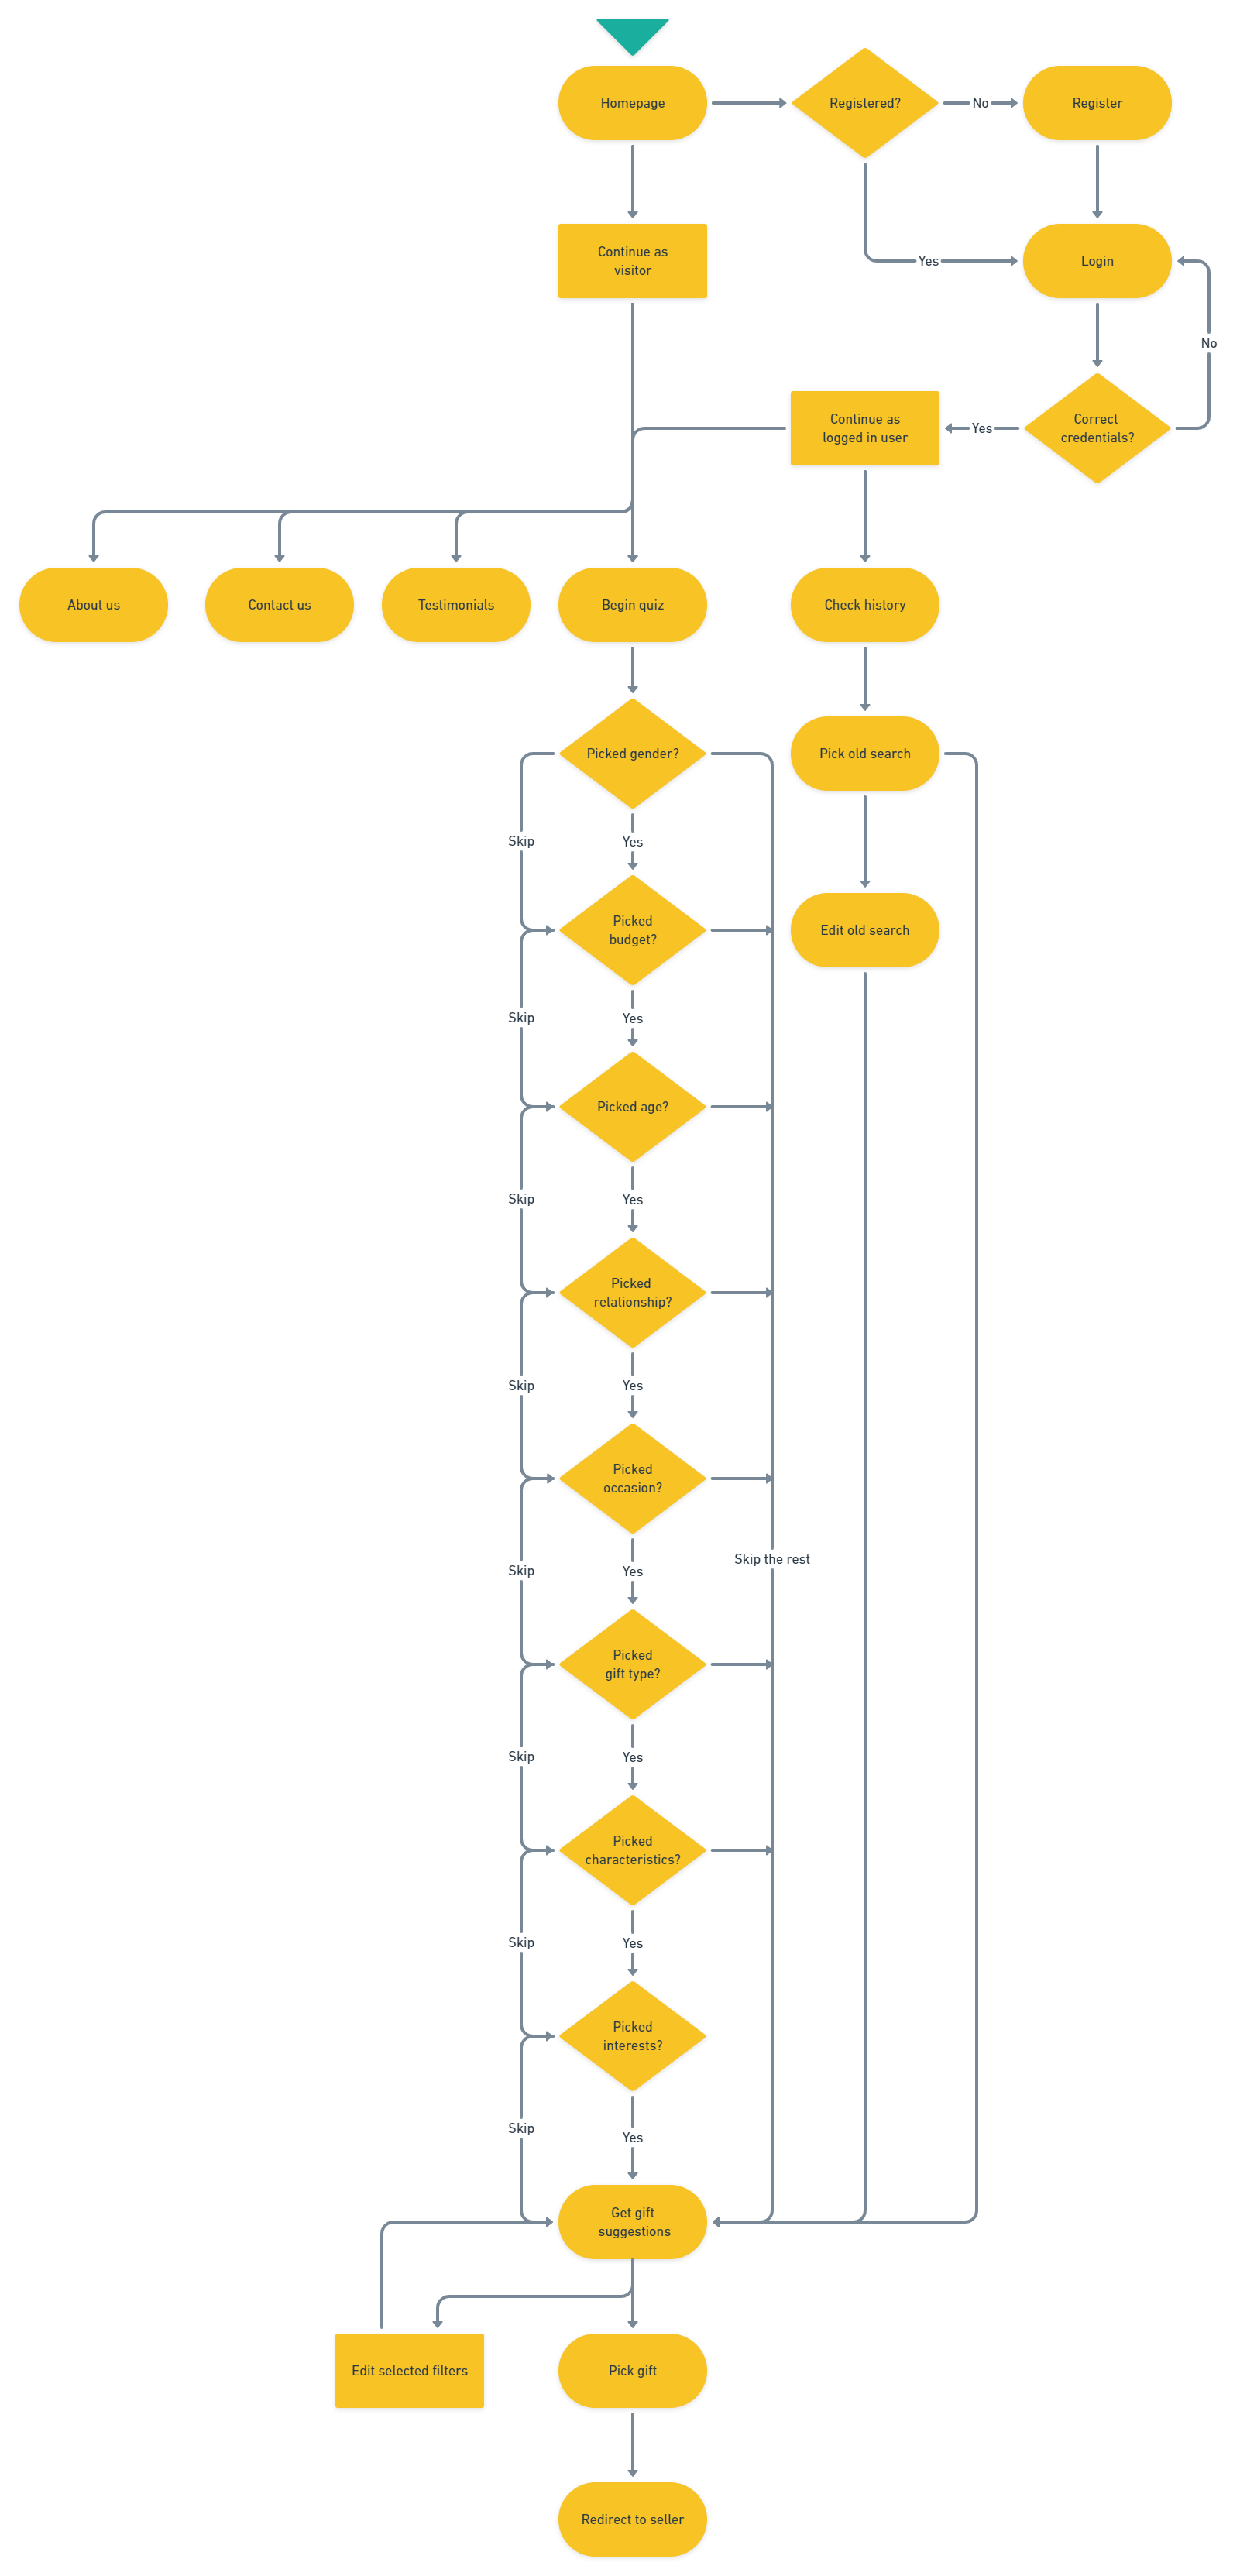 Homepage
Registered?
No
Register
Continue as
visitor
Yes
Login
No
Continue as
logged in user
Yes
Correct
credentials?
About us
Contact us
Testimonials
Begin quiz
Check history
Picked gender?
Pick old search
Skip
Yes
Picked
budget?
Edit old search
Skip
Yes
Picked age?
Skip
Yes
Picked
relationship?
Skip
Yes
Picked
occasion?
Skip the rest
Skip
Yes
Picked
gift type?
Skip
Yes
Picked
characteristics?
Skip
Yes
Picked
interests?
Skip
Yes
Get gift
suggestions
Edit selected filters
Pick gift
Redirect to seller